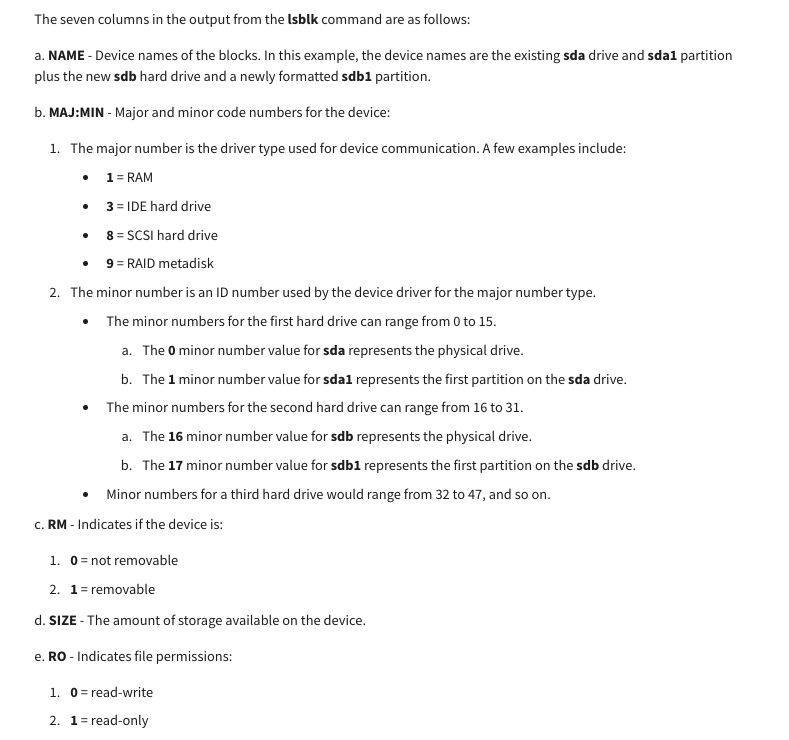 The seven columns in the output from the lsblk command are as follows:
a. NAME - Device names of the blocks. In this example, the device names are the existing sda drive and sda1 partition
plus the new sdb hard drive and a newly formatted sdb1 partition.
b. MAJ:MIN - Major and minor code numbers for the device:
1. The major number is the driver type used for device communication. A few examples include:
• 1 = RAM
• 3 = IDE hard drive
• 8 = SCSI hard drive
• 9 = RAID metadisk
2. The minor number is an ID number used by the device driver for the major number type.
• The minor numbers for the first hard drive can range from 0 to 15.
a. The 0 minor number value for sda represents the physical drive.
b. The 1 minor number value for sda1 represents the first partition on the sda drive.
• The minor numbers for the second hard drive can range from 16 to 31.
a. The 16 minor number value for sdb represents the physical drive.
b. The 17 minor number value for sdb1 represents the first partition on the sdb drive.
• Minor numbers for a third hard drive would range from 32 to 47, and so on.
c. RM - Indicates if the device is:
1. 0 = not removable
2. 1 = removable
d. SIZE - The amount of storage available on the device.
e. RO - Indicates file permissions:
1. 0 = read-write
2. 1 = read-only